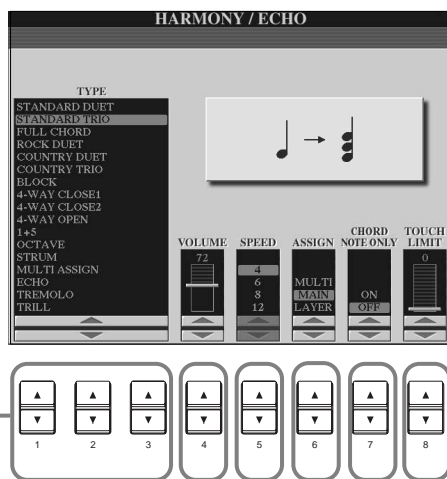 HARMONY / ECHO
TYPE
STANDARD DUET
STANDARD TRIO
FULL CHORD
ROCK DUET
COUNTRY DUET
COUNTRY TRIO
BLOCK
4-WAY CLOSE1
4-WAY CLOSE2
4-WAY OPEN
1+5
OCTAVE
STRUM
MULTI ASSIGN
ECHO
TREMOLO
TRILL
VOLUME
72
SPEED
4
6
8
12
ASSIGN
MULTI
MAIN
LAYER
CHORD
NOTE ONLY
ON
OFF
TOUCH
LIMIT
0
1 2 3 4 5 6 7 8